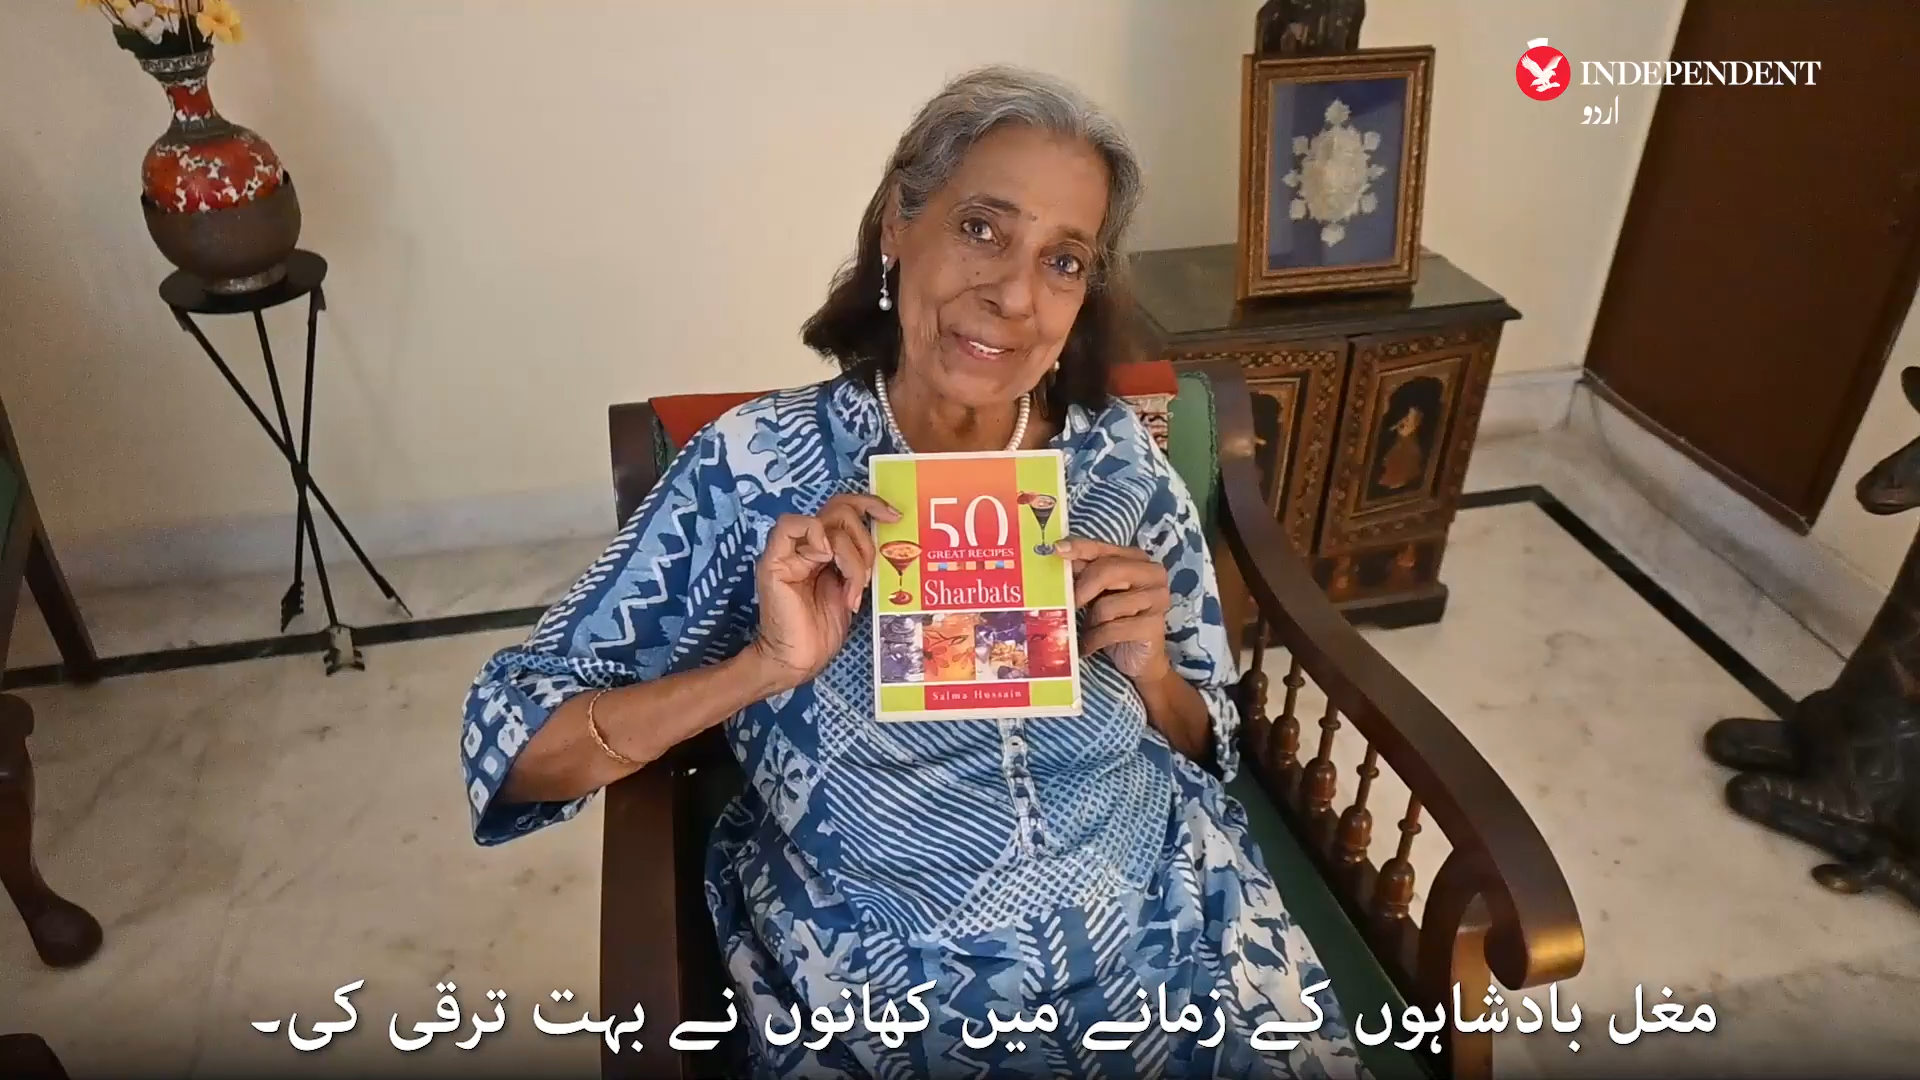 INDEPENDENT
اردو
50
GREAT RECIPES
Sharbats
Salma Hussain
مغل بادشاہوں کے زمانے میں کھانوں نے بہت ترقی کی۔